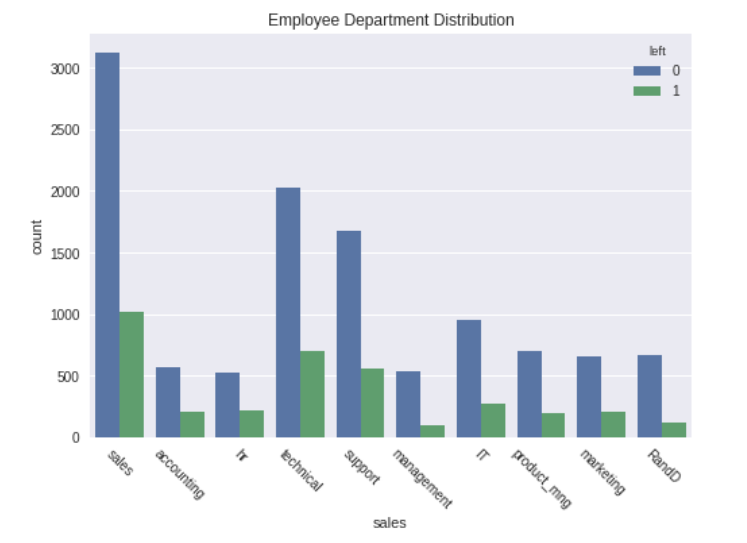 Employee Department Distribution
left
0
1
3000
2500
2000
1500
1000
500
0
count
sales
accounting
hr
technical
support
management
IT
product_mng
marketing
RandD
sales